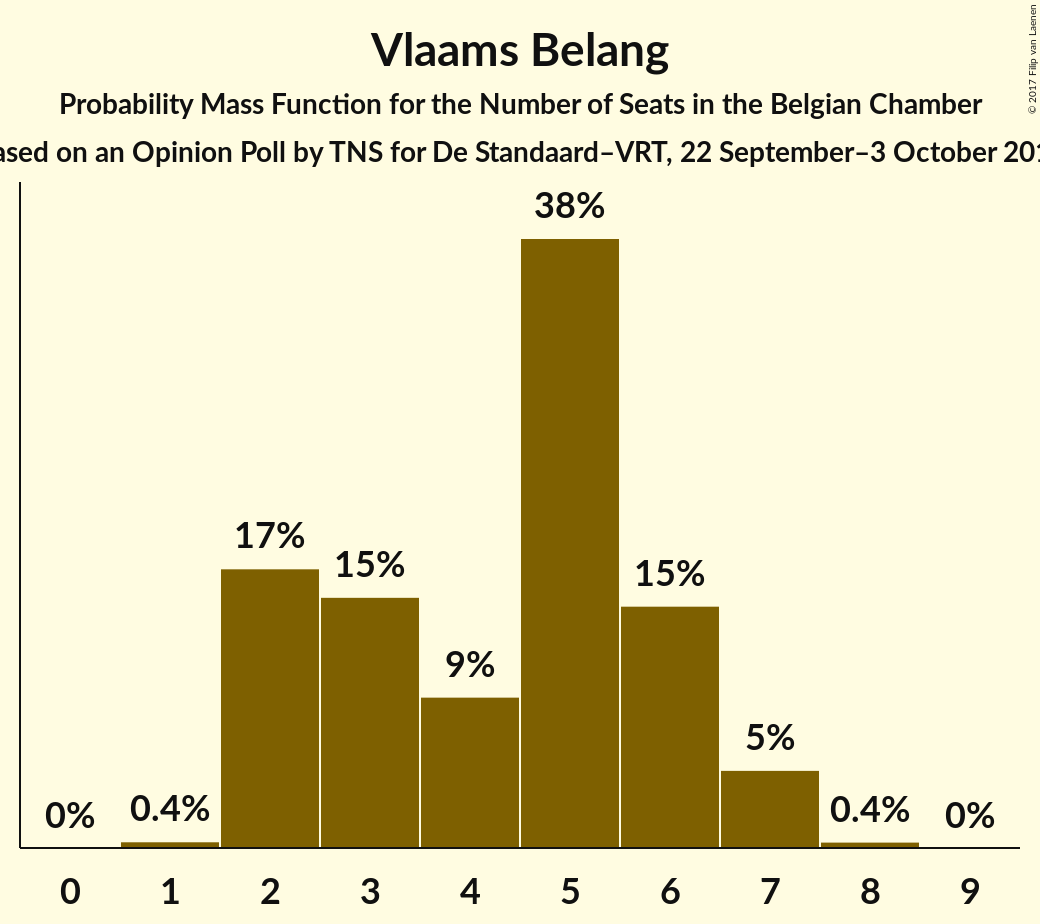 Vlaams Belang
Probability Mass Function for the Number of Seats in the Belgian Chamber
on an Opinion Poll by TNS for De Standaard–VRT, 22 September–3 October
© 2017 Filip van Laenen
38%
17%
15%
15%
9%
5%
0%
0.4%
0.4%
0%
0 1 2 3 4 5 6 7 8 9